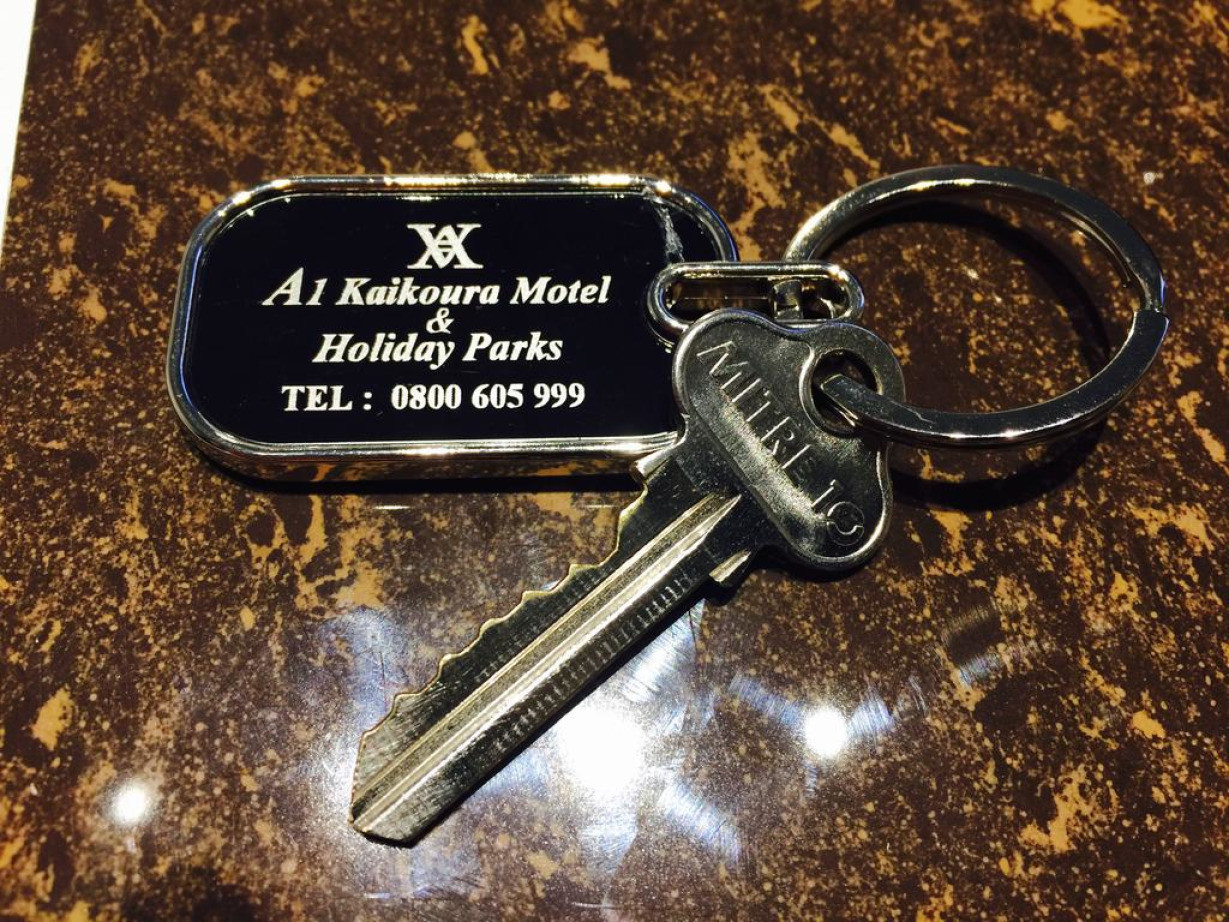 A1 Kaikoura Motel
&
Holiday Parks
TEL : 0800 605 999
MITRE 10